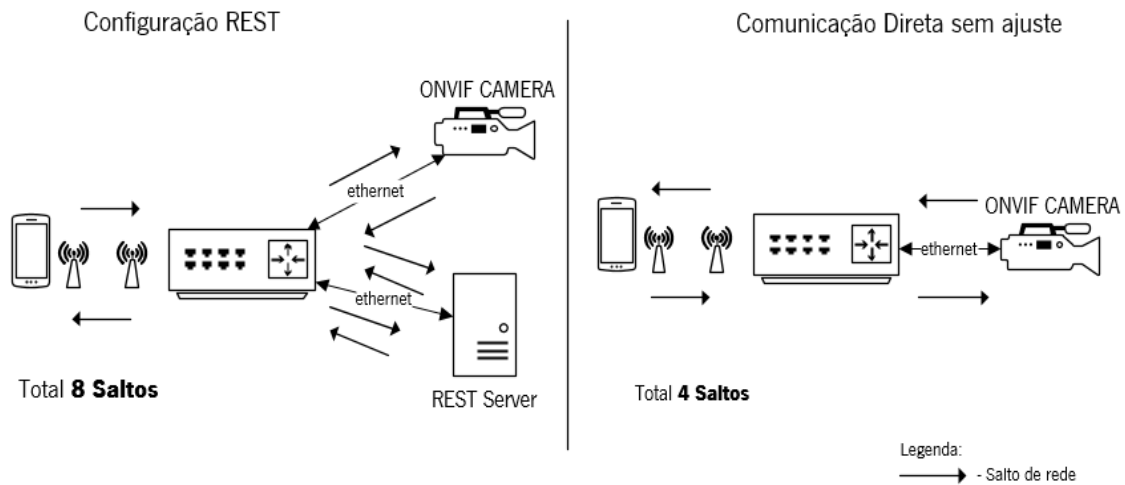 Configuração REST
Comunicação Direta sem ajuste
ONVIF CAMERA
ethernet
ethernet
REST Server
Total 8 Saltos
ONVIF CAMERA
ethernet
Total 4 Saltos
Legenda:
- Salto de rede